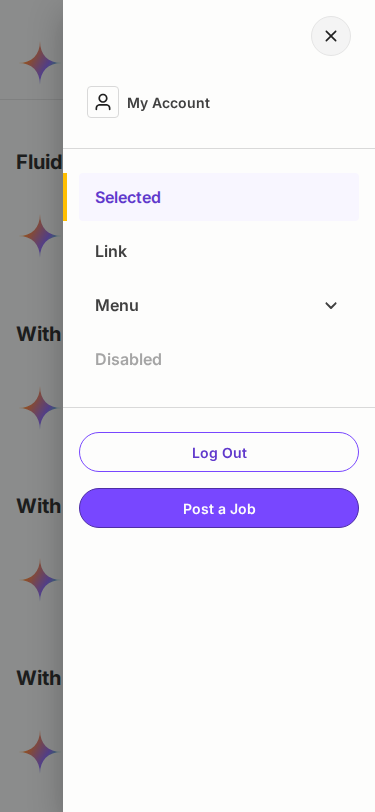 My Account
Fluid
Selected
Link
With
Menu
Disabled
Log Out
With
Post a Job
With